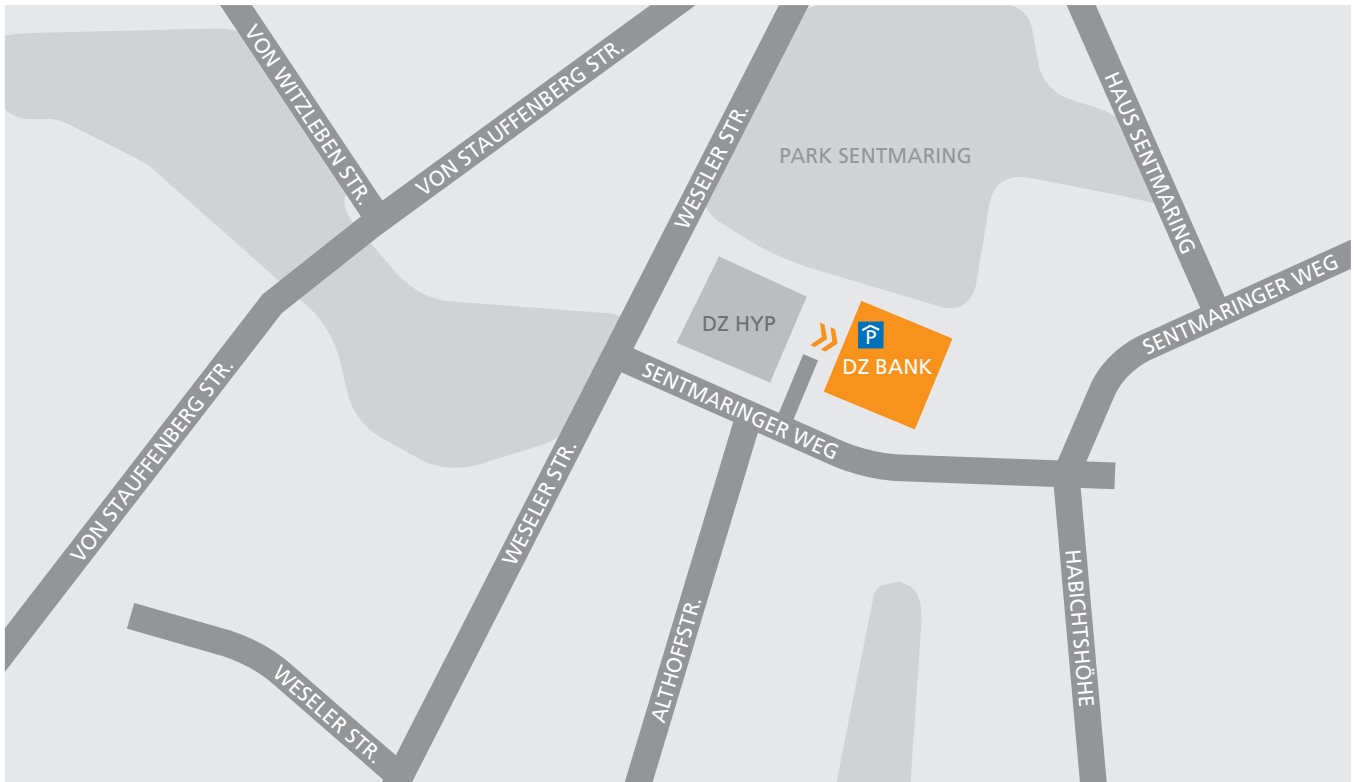 VON WITZLEBEN STR.
VON STAUFFENBERG STR.
WESELER STR.
PARK SENTMARING
HAUS SENTMARING
SENTMARINGER WEG
DZ HYP
P
DZ BANK
SENTMARINGER WEG
VON STAUFFENBERG STR.
WESELER STR.
ALTHOFFSTR.
HABICHTSHÖHE
WESELER STR.